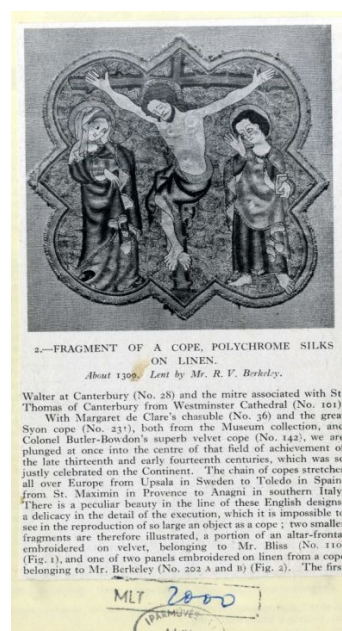 2.—FRAGMENT OF A COPE, POLYCHROME SILKS
ON LINEN.
About 1300. Lent by Mr. R. V. Berkeley.
Walter at Canterbury (No. 28) and the mitre associated with St
Thomas of Canterbury from Westminster Cathedral (No. 101)
With Margaret de Clare's chasuble (No. 36) and the grea
Syon cope (No. 231), both from the Museum collection, and
Colonel Butler-Bowdon's superb velvet cope (No. 142), we are
plunged at once into the centre of that field of achievement o
the late thirteenth and early fourteenth centuries, which was so
justly celebrated on the Continent. The chain of copes stretches
all over Europe from Upsala in Sweden to Toledo in Spain
from St. Maximin in Provence to Anagni in southern Italy
There is a peculiar beauty in the line of these English designs
a delicacy in the detail of the execution, which it is impossible to
see in the reproduction of so large an object as a cope ; two smaller
fragments are therefore illustrated, a portion of an altar-frontal
embroidered on velvet, belonging to Mr. Bliss (No. 110
(Fig. 1), and one of two panels embroidered on linen from a cope
belonging to Mr. Berkeley (No. 202 A and B) (Fig. 2). The firs
MLT 2000
IPARMUVÉ